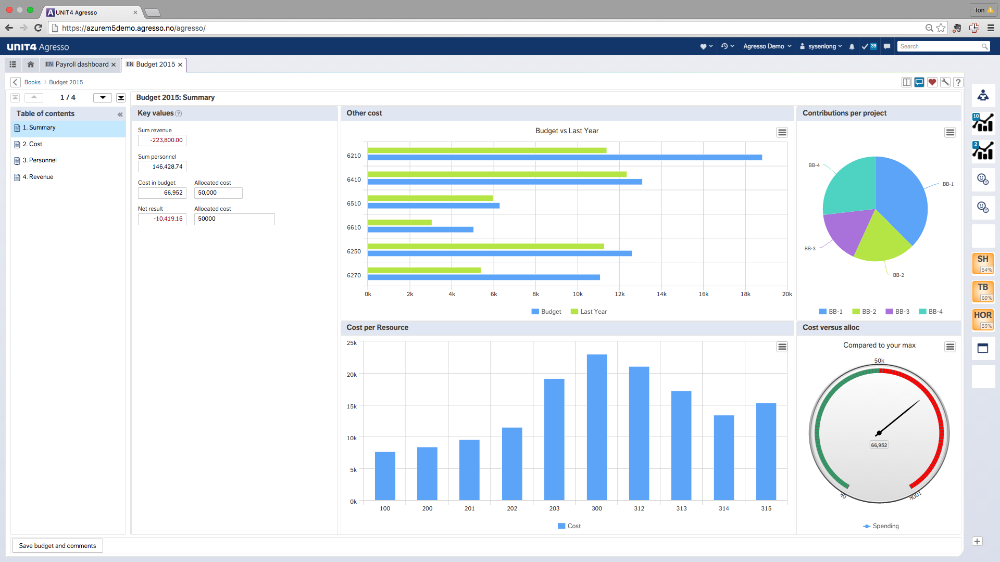 UNIT4 Agresso
Ton
https://azurem5demo.agresso.no/agresso/
UNIT4 Agresso
Agresso Demo
sysenlong
39
Search
EN Payroll dashboard
EN Budget 2015
Books
Budget 2015
1 / 4
Budget 2015: Summary
Table of contents
1. Summary
2. Cost
3. Personnel
4. Revenue
Key values
?
Sum revenue
-223,800.00
Sum personnel
146,428.74
Cost in budget
Allocated cost
66,952
50,000
Net result
Allocated cost
-10,419.16
50000
Other cost
Budget vs Last Year
6210
6410
6510
6610
6250
6270
0k 2k 4k 6k 8k 10k 12k 14k 16k 18k 20k
Budget Last Year
Contributions per project
BB-4
BB-1
BB-3
BB-2
BB-1 BB-2 BB-3 BB-4
Cost per Resource
25k
20k
15k
10k
5k
0k
100 200 201 202 203 300 312 313 314 315
Cost
Cost versus alloc
Compared to your max
50k
66,952
0k
100k
Spending
?
10
2
SH
54%
TB
60%
HOR
55%
Save budget and comments